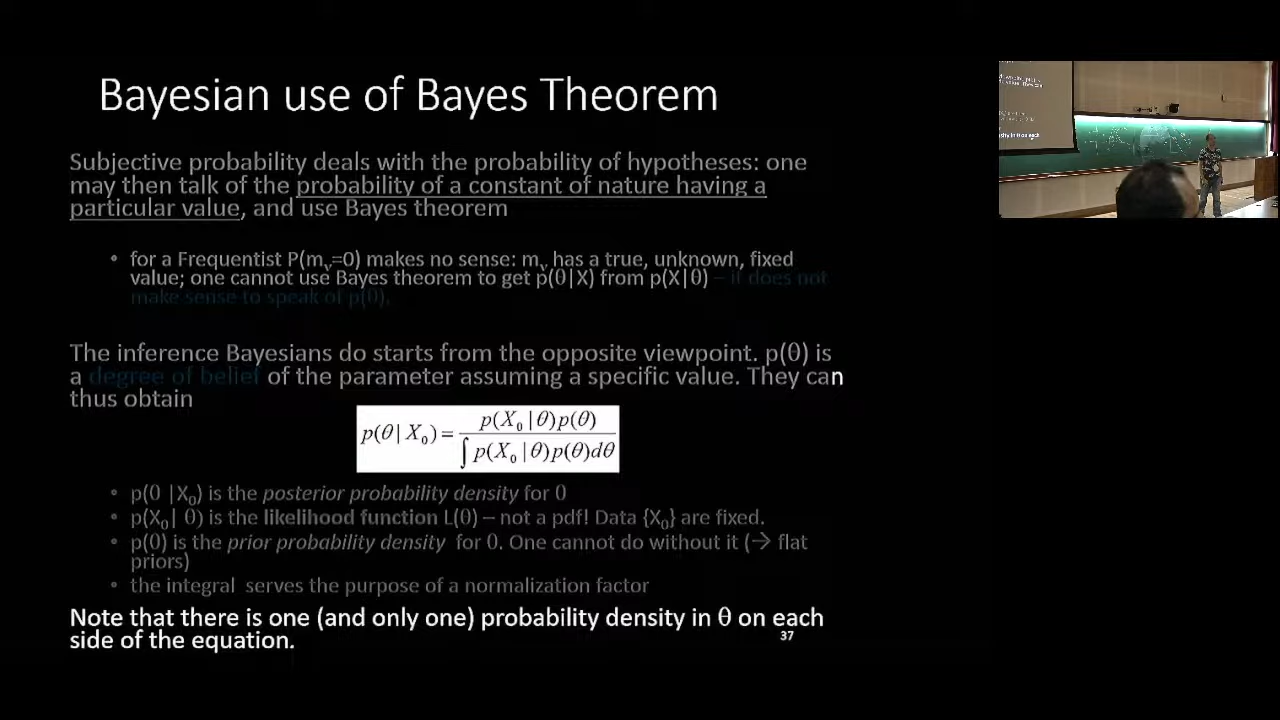 Bayesian use of Bayes Theorem
Subjective probability deals with the probability of hypotheses: one
may then talk of the probability of a constant of nature having a
particular value, and use Bayes theorem
• for a Frequentist P(mν=0) makes no sense: mν has a true, unknown, fixed
value; one cannot use Bayes theorem to get p(θ|X) from p(X|θ) – it does not
make sense to speak of p(θ).
The inference Bayesians do starts from the opposite viewpoint. p(θ) is
a degree of belief of the parameter assuming a specific value. They can
thus obtain
p(θ | X₀) = p(X₀ | θ)p(θ) / ∫ p(X₀ | θ)p(θ)dθ
• p(θ |X₀) is the posterior probability density for θ
• p(X₀| θ) is the likelihood function L(θ) – not a pdf! Data {X₀} are fixed.
• p(θ) is the prior probability density for θ. One cannot do without it (→ flat
priors)
• the integral serves the purpose of a normalization factor
Note that there is one (and only one) probability density in θ on each
side of the equation.
37